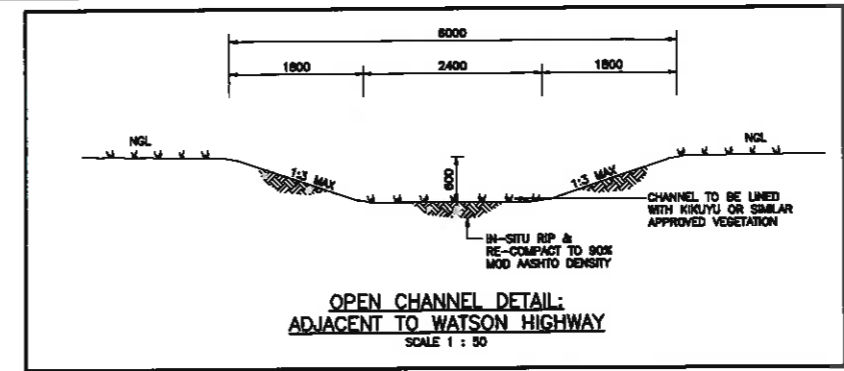 6000
1800 2400 1800
NGL NGL
1:3 MAX 600 1:3 MAX
CHANNEL TO BE LINED
WITH KIKUYU OR SIMILAR
APPROVED VEGETATION
IN-SITU RIP &
RE-COMPACT TO 90%
MOD AASHTO DENSITY
OPEN CHANNEL DETAIL:
ADJACENT TO WATSON HIGHWAY
SCALE 1 : 50